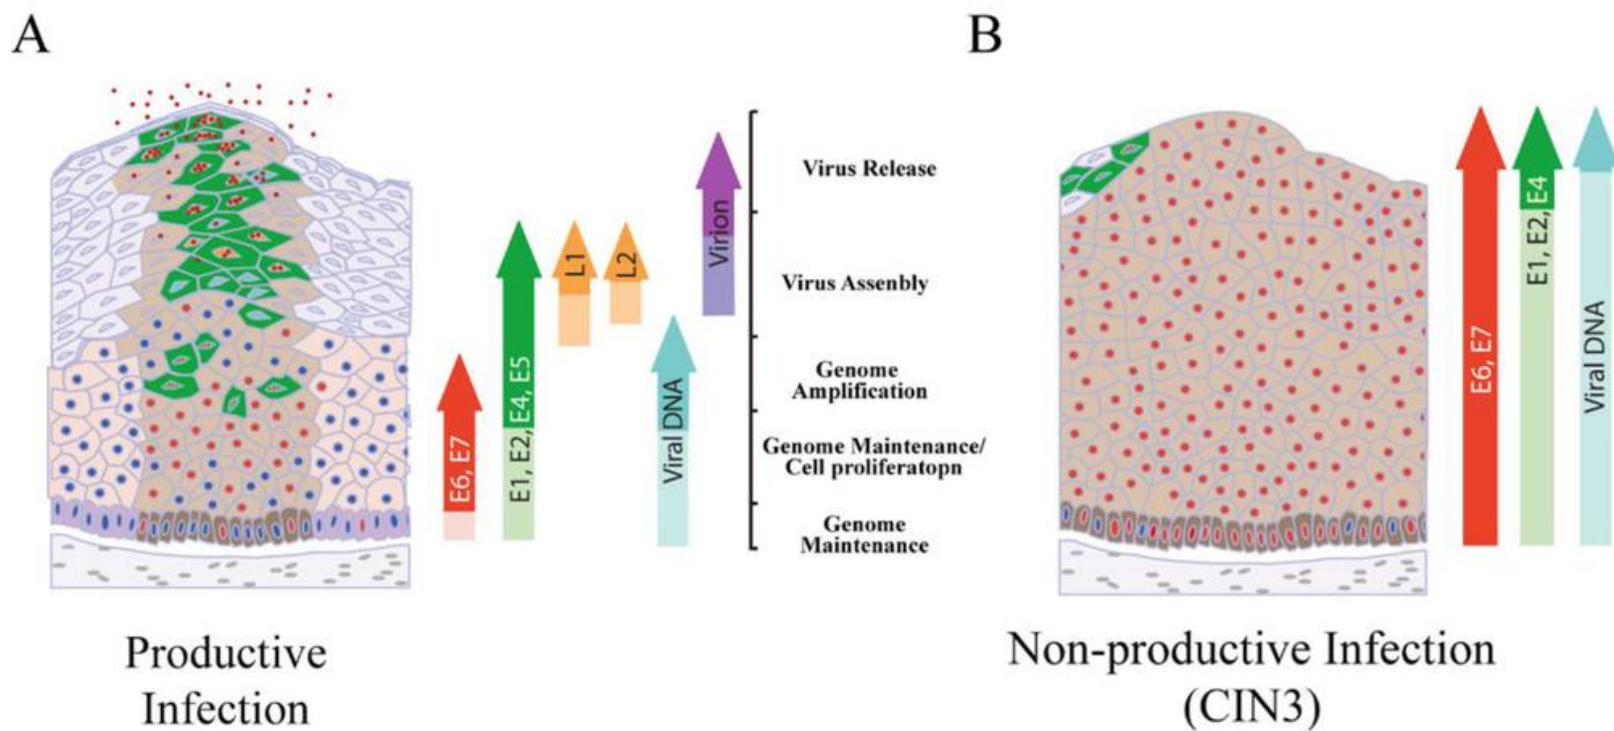 A
B
Virus Release
Virion
L1
L2
Virus Assenbly
E1, E2, E4, E5
E6, E7
Viral DNA
Genome
Amplification
Genome Maintenance/
Cell proliferatopn
Genome
Maintenance
E6, E7
E1, E2, E4
Viral DNA
Productive
Infection
Non-productive Infection
(CIN3)